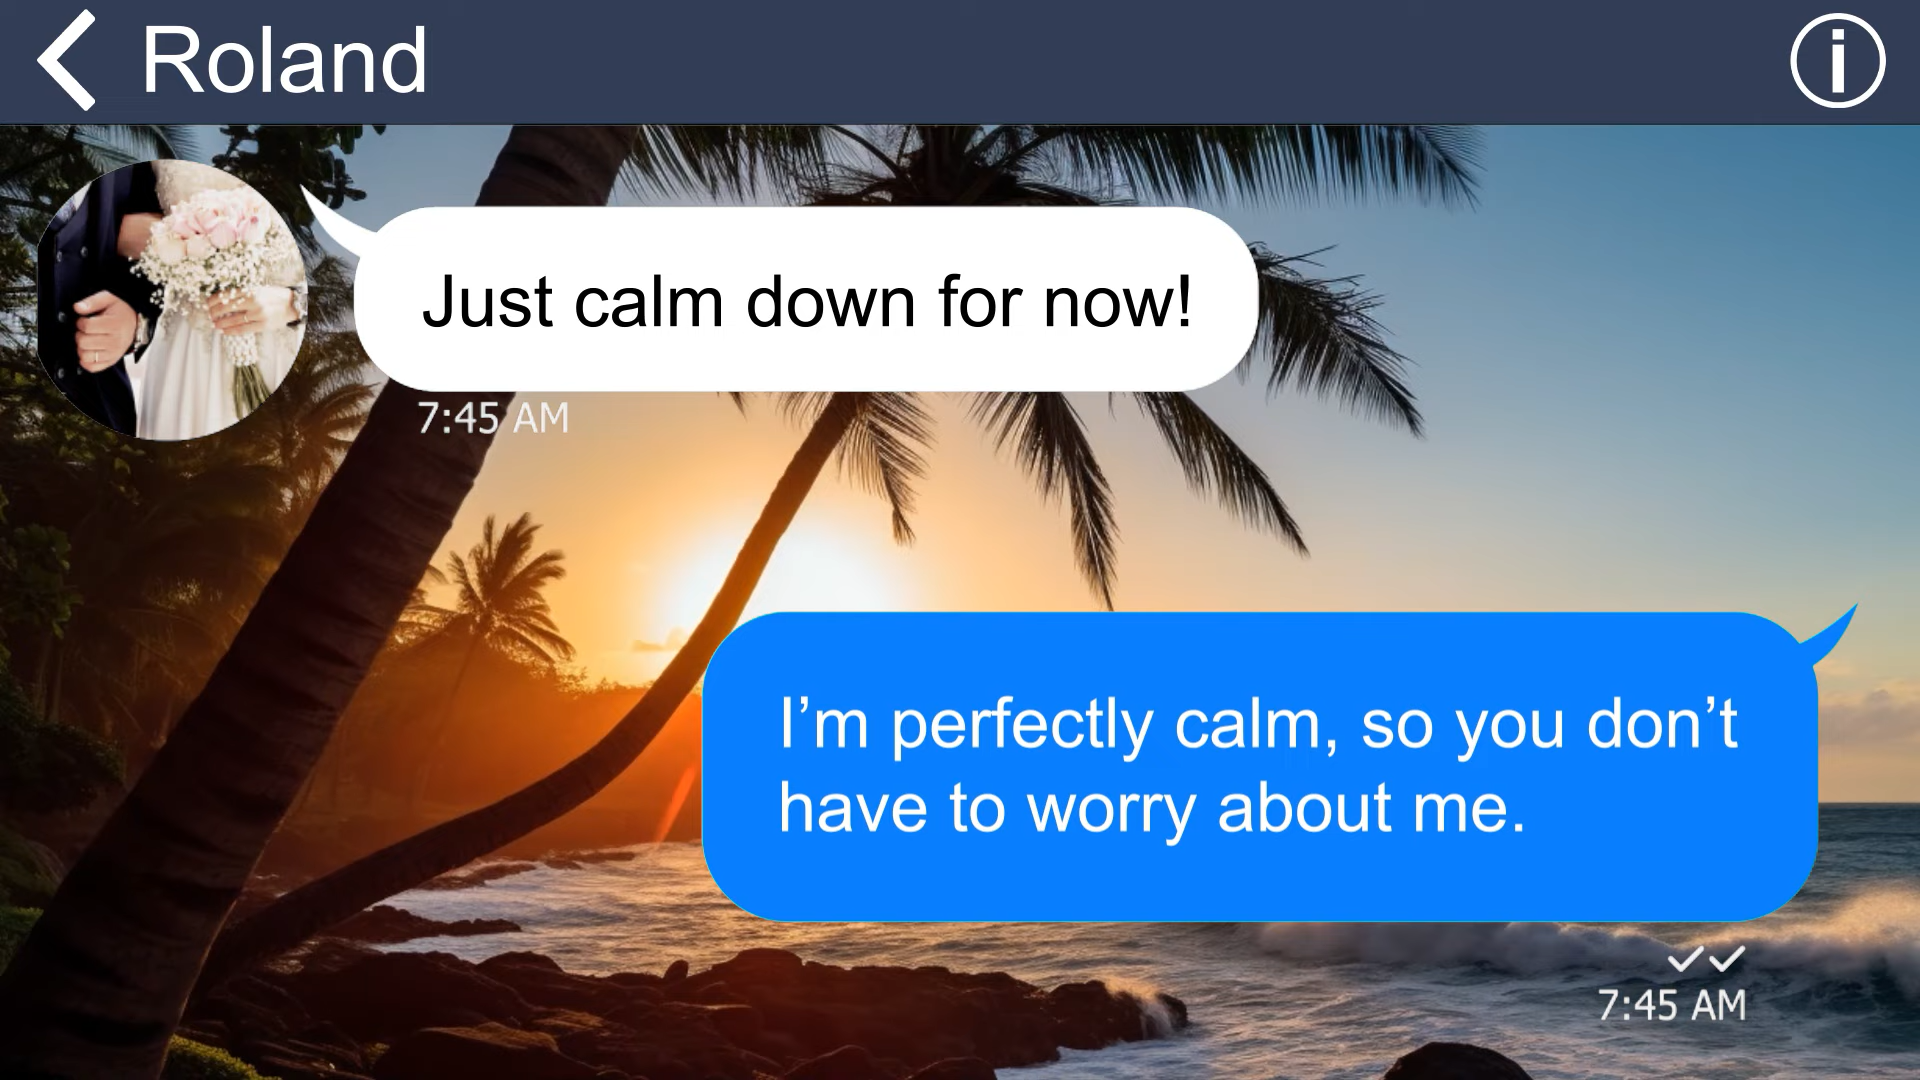 Roland
Just calm down for now!
7:45 AM
I’m perfectly calm, so you don’t
have to worry about me.
7:45 AM